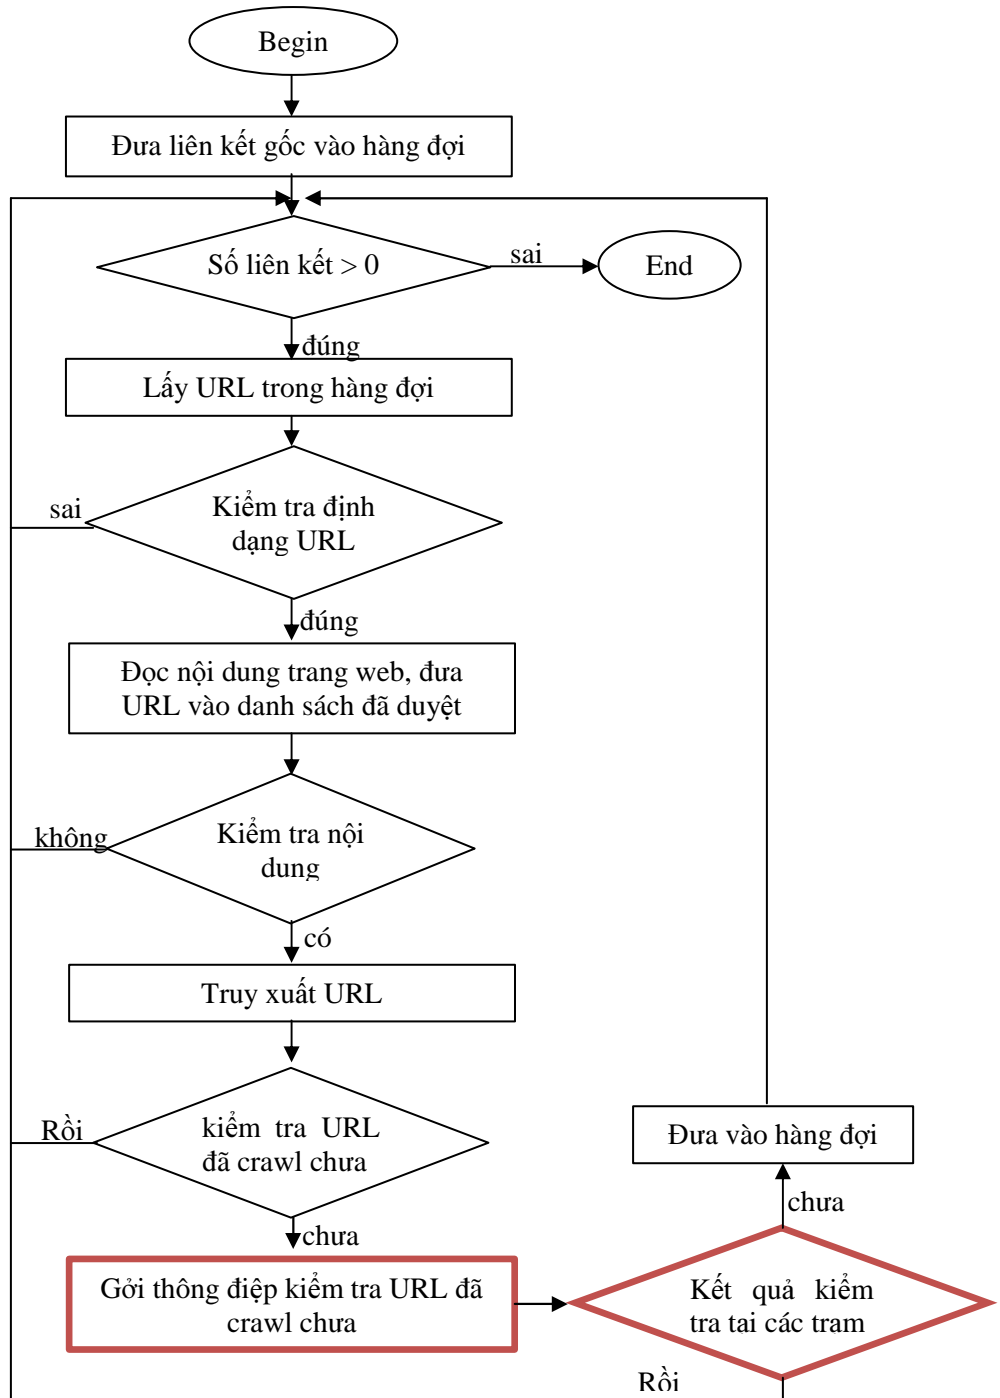 Begin
Đưa liên kết gốc vào hàng đợi
Số liên kết > 0
sai
End
đúng
Lấy URL trong hàng đợi
Kiểm tra định
dạng URL
sai
đúng
Đọc nội dung trang web, đưa
URL vào danh sách đã duyệt
Kiểm tra nội
dung
không
có
Truy xuất URL
kiểm tra URL
đã crawl chưa
Rồi
Đưa vào hàng đợi
chưa
chưa
Gởi thông điệp kiểm tra URL đã
crawl chưa
Kết quả kiểm
tra tai các tram
Rồi